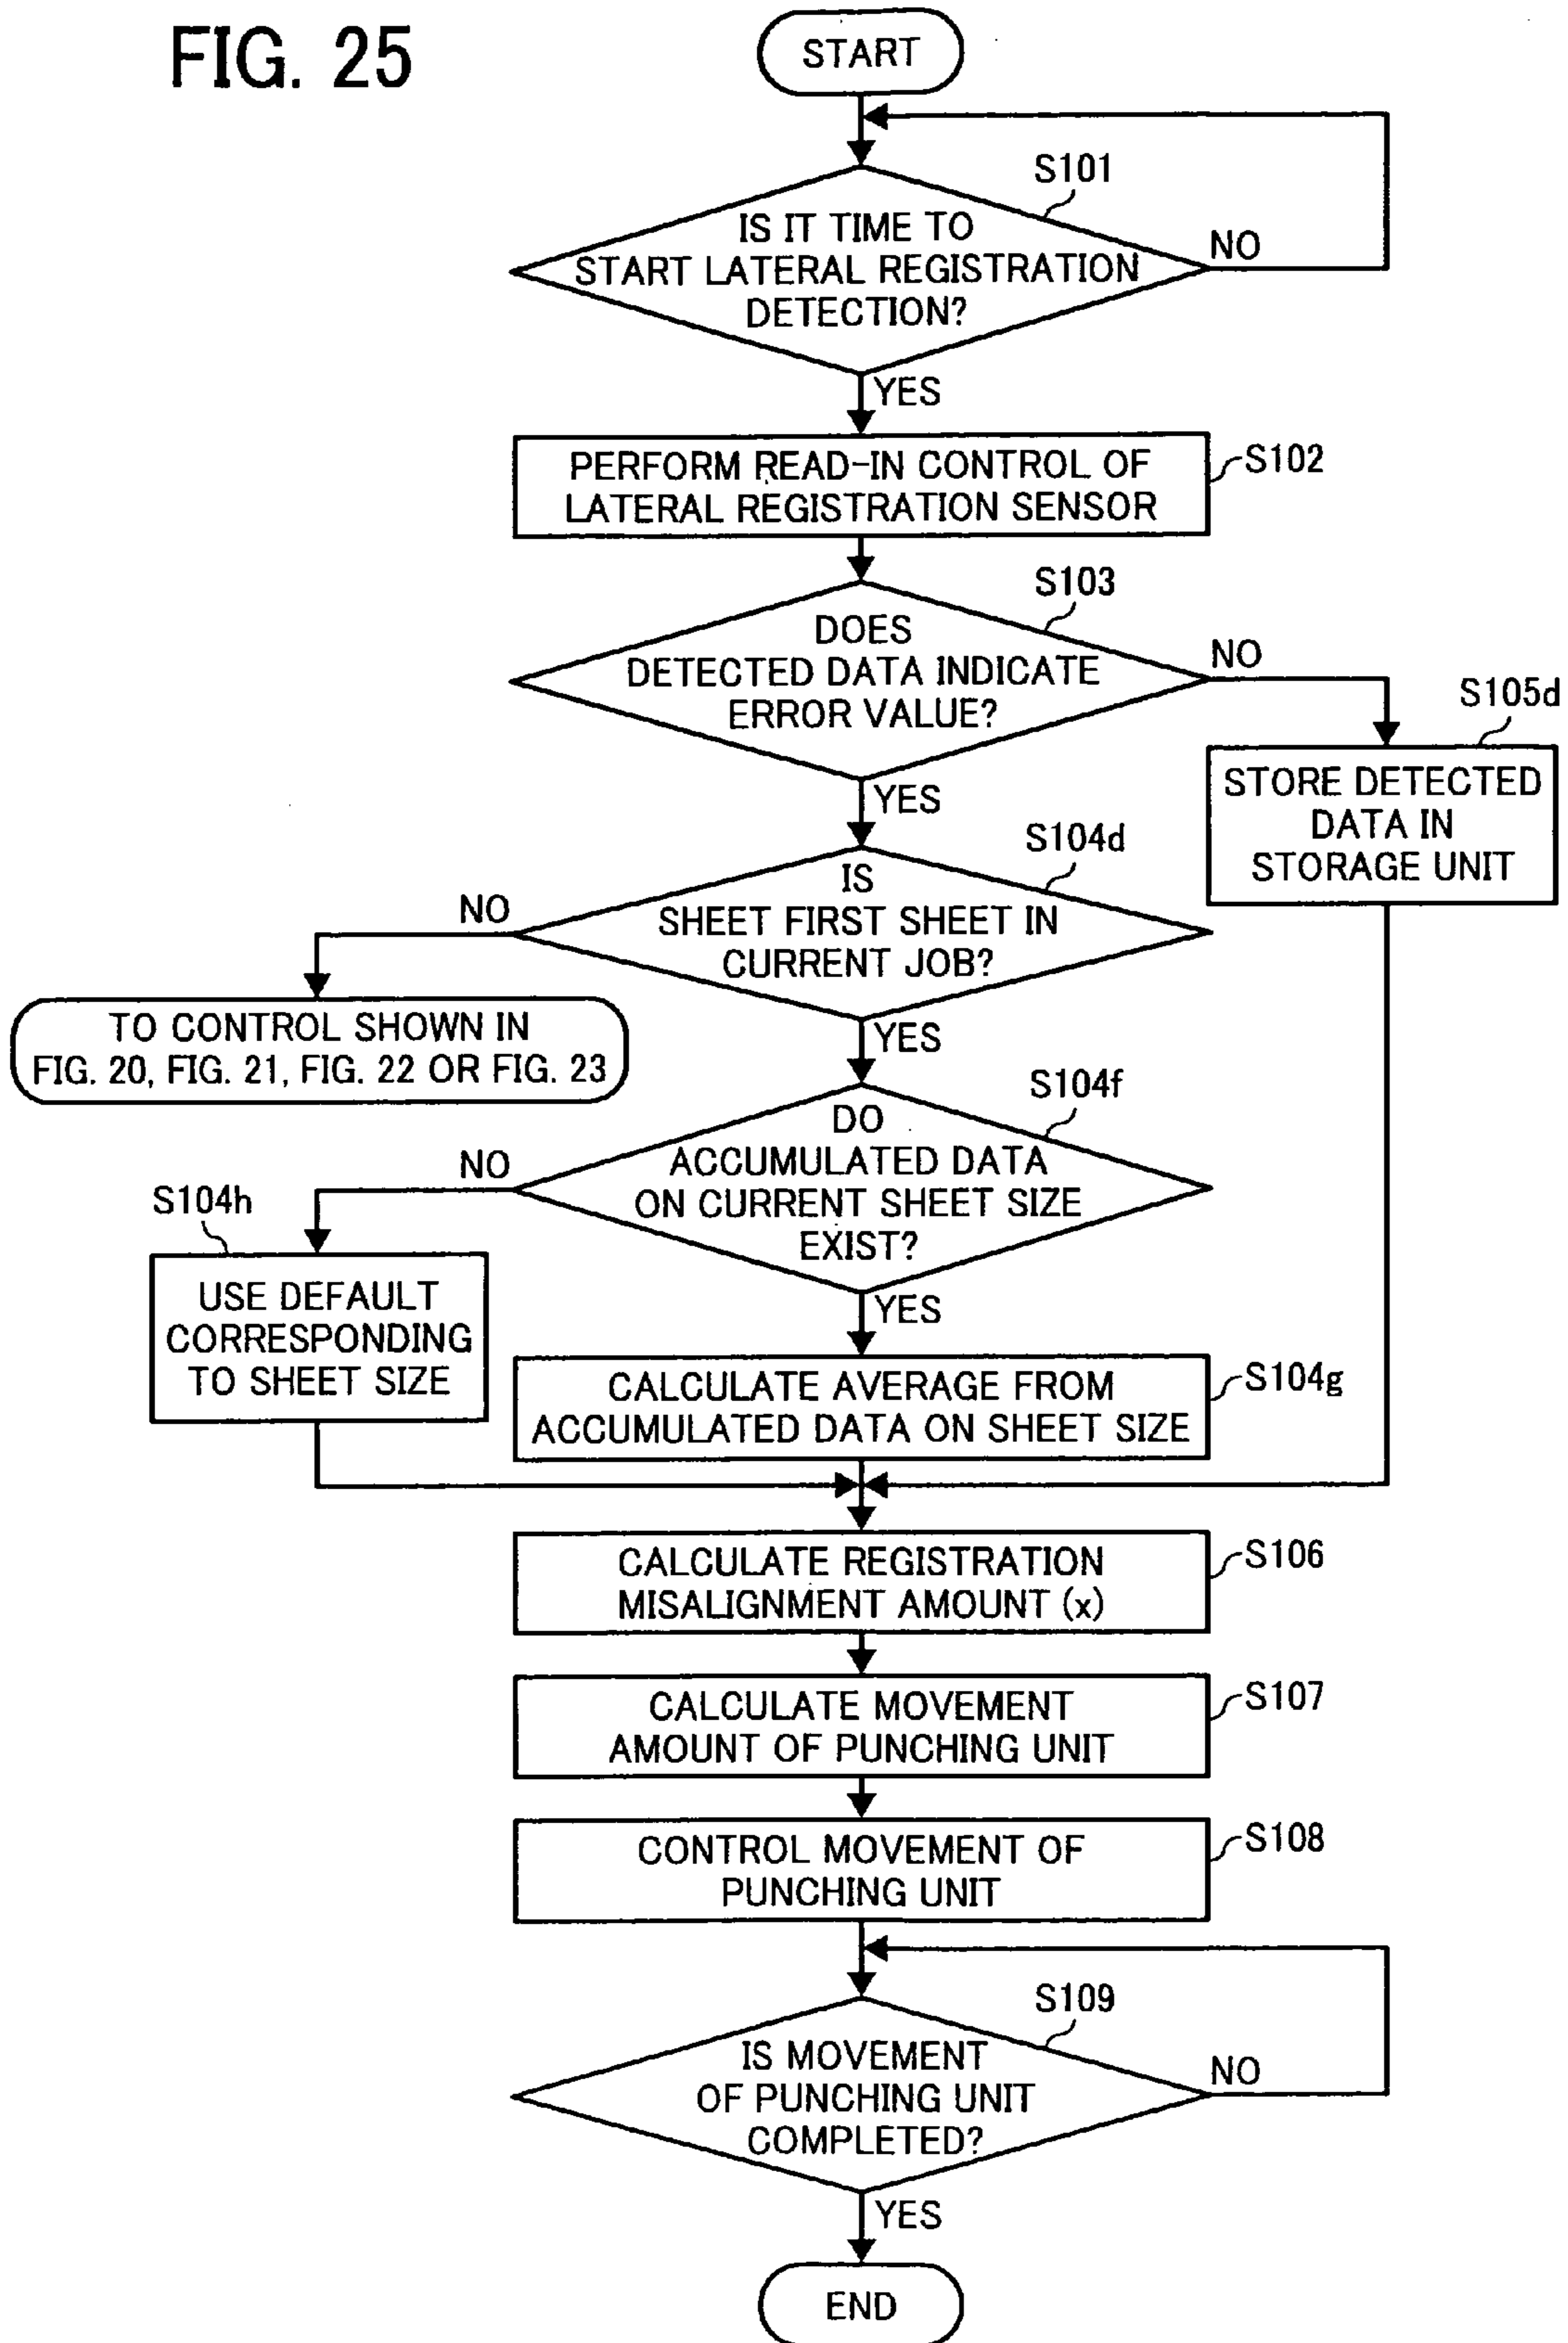 FIG. 25
START
S101
IS IT TIME TO
START LATERAL REGISTRATION
DETECTION?
NO
YES
PERFORM READ-IN CONTROL OF
LATERAL REGISTRATION SENSOR
S102
S103
DOES
DETECTED DATA INDICATE
ERROR VALUE?
NO
YES
S105d
STORE DETECTED
DATA IN
STORAGE UNIT
S104d
IS
SHEET FIRST SHEET IN
CURRENT JOB?
NO
YES
TO CONTROL SHOWN IN
FIG. 20, FIG. 21, FIG. 22 OR FIG. 23
S104f
DO
ACCUMULATED DATA
ON CURRENT SHEET SIZE
EXIST?
NO
YES
S104h
USE DEFAULT
CORRESPONDING
TO SHEET SIZE
CALCULATE AVERAGE FROM
ACCUMULATED DATA ON SHEET SIZE
S104g
CALCULATE REGISTRATION
MISALIGNMENT AMOUNT (x)
S106
CALCULATE MOVEMENT
AMOUNT OF PUNCHING UNIT
S107
CONTROL MOVEMENT OF
PUNCHING UNIT
S108
S109
IS MOVEMENT
OF PUNCHING UNIT
COMPLETED?
NO
YES
END